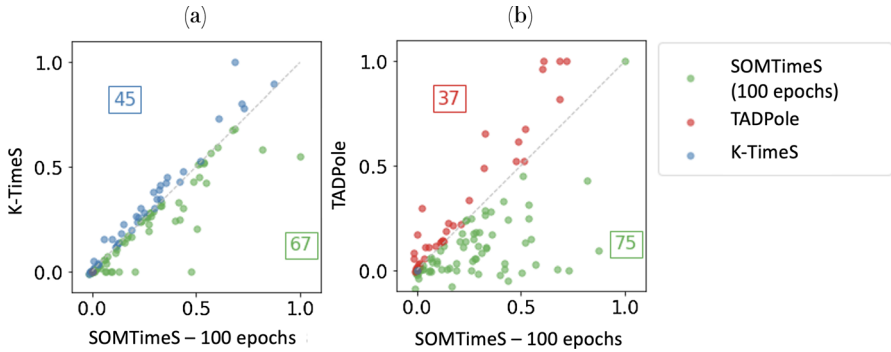 (a)
K-TimeS
1.0
0.5
0.0
45
67
0.0 0.5 1.0
SOMTimeS – 100 epochs
(b)
TADPole
1.0
0.5
0.0
37
75
0.0 0.5 1.0
SOMTimeS – 100 epochs
SOMTimeS
(100 epochs)
TADPole
K-TimeS